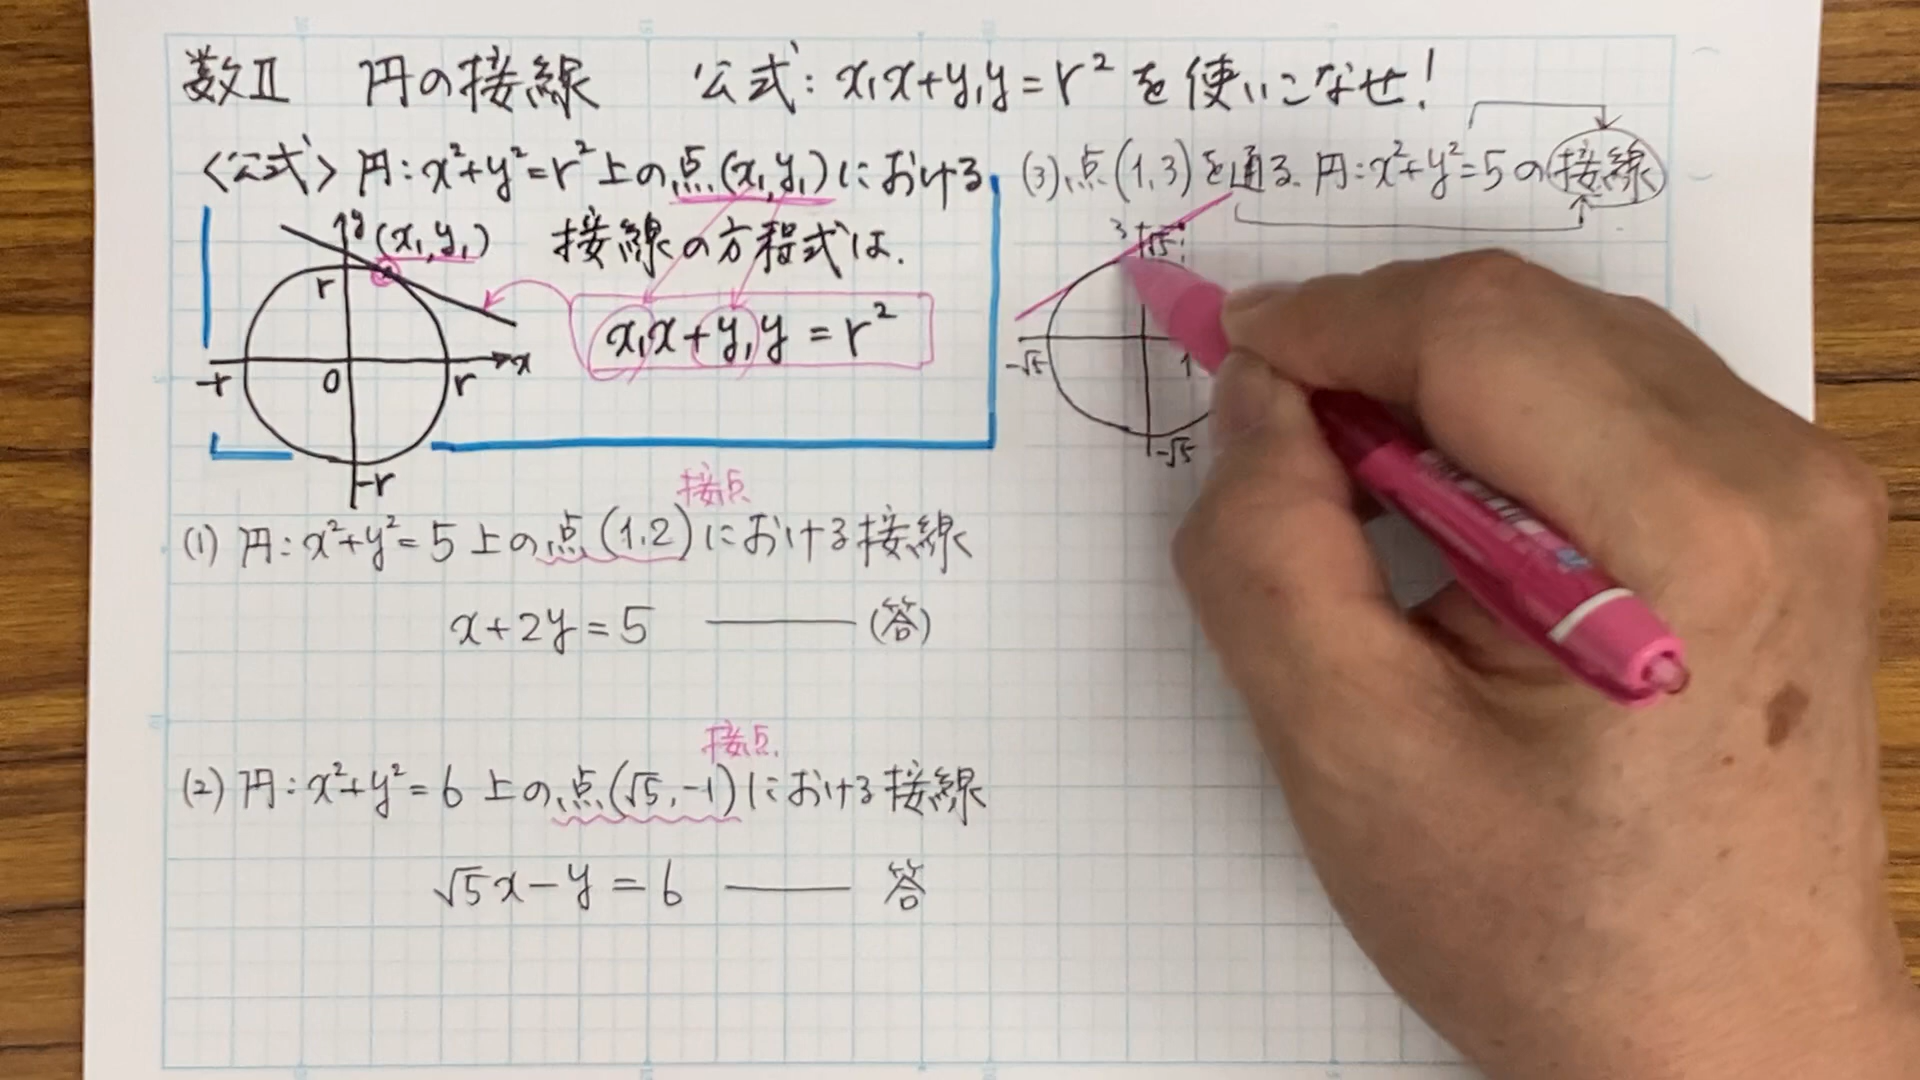 数Ⅱ 円の接線 公式:x₁x+y₁y=r²を使いこなせ!
<公式> 円:x²+y²=r²上の点(x₁,y₁)における
接線の方程式は.
x₁x+y₁y=r²
y
(x₁,y₁)
r
-r
O
r
x
-r
接点
(1) 円:x²+y²=5上の点(1,2)における接線
x+2y=5 (答)
接点.
(2) 円:x²+y²=6上の点(√5,-1)における接線
√5x-y=6 答
(3) 点(1,3)を通る.円:x²+y²=5の接線
3
√5
-√5
1
-√5